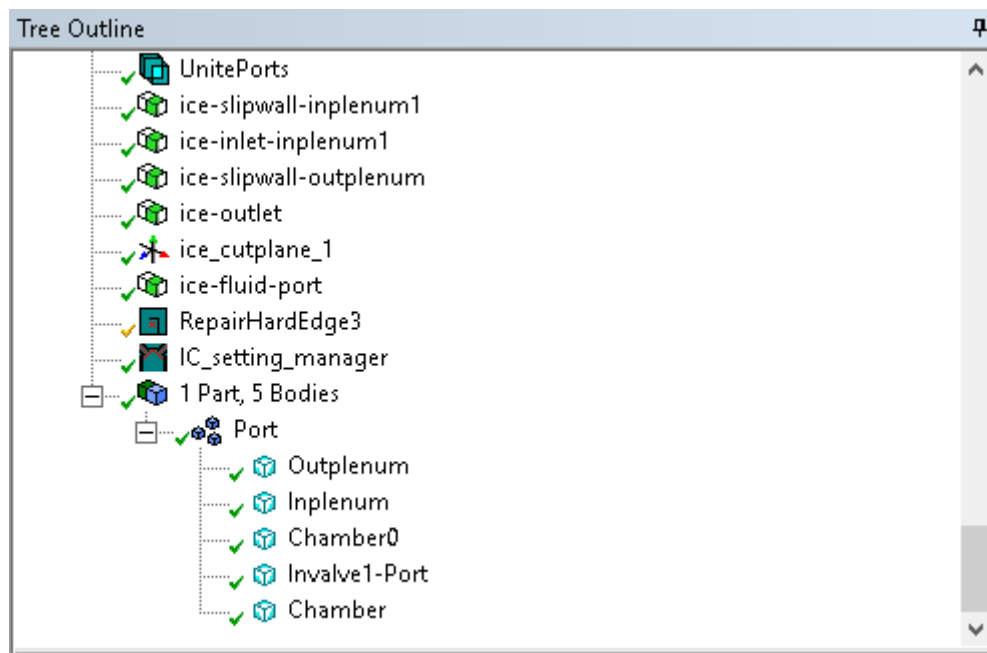 Tree Outline
UnitePorts
ice-slipwall-inplenum1
ice-inlet-inplenum1
ice-slipwall-outplenum
ice-outlet
ice_cutplane_1
ice-fluid-port
RepairHardEdge3
IC_setting_manager
1 Part, 5 Bodies
Port
Outplenum
Inplenum
Chamber0
Invalve1-Port
Chamber